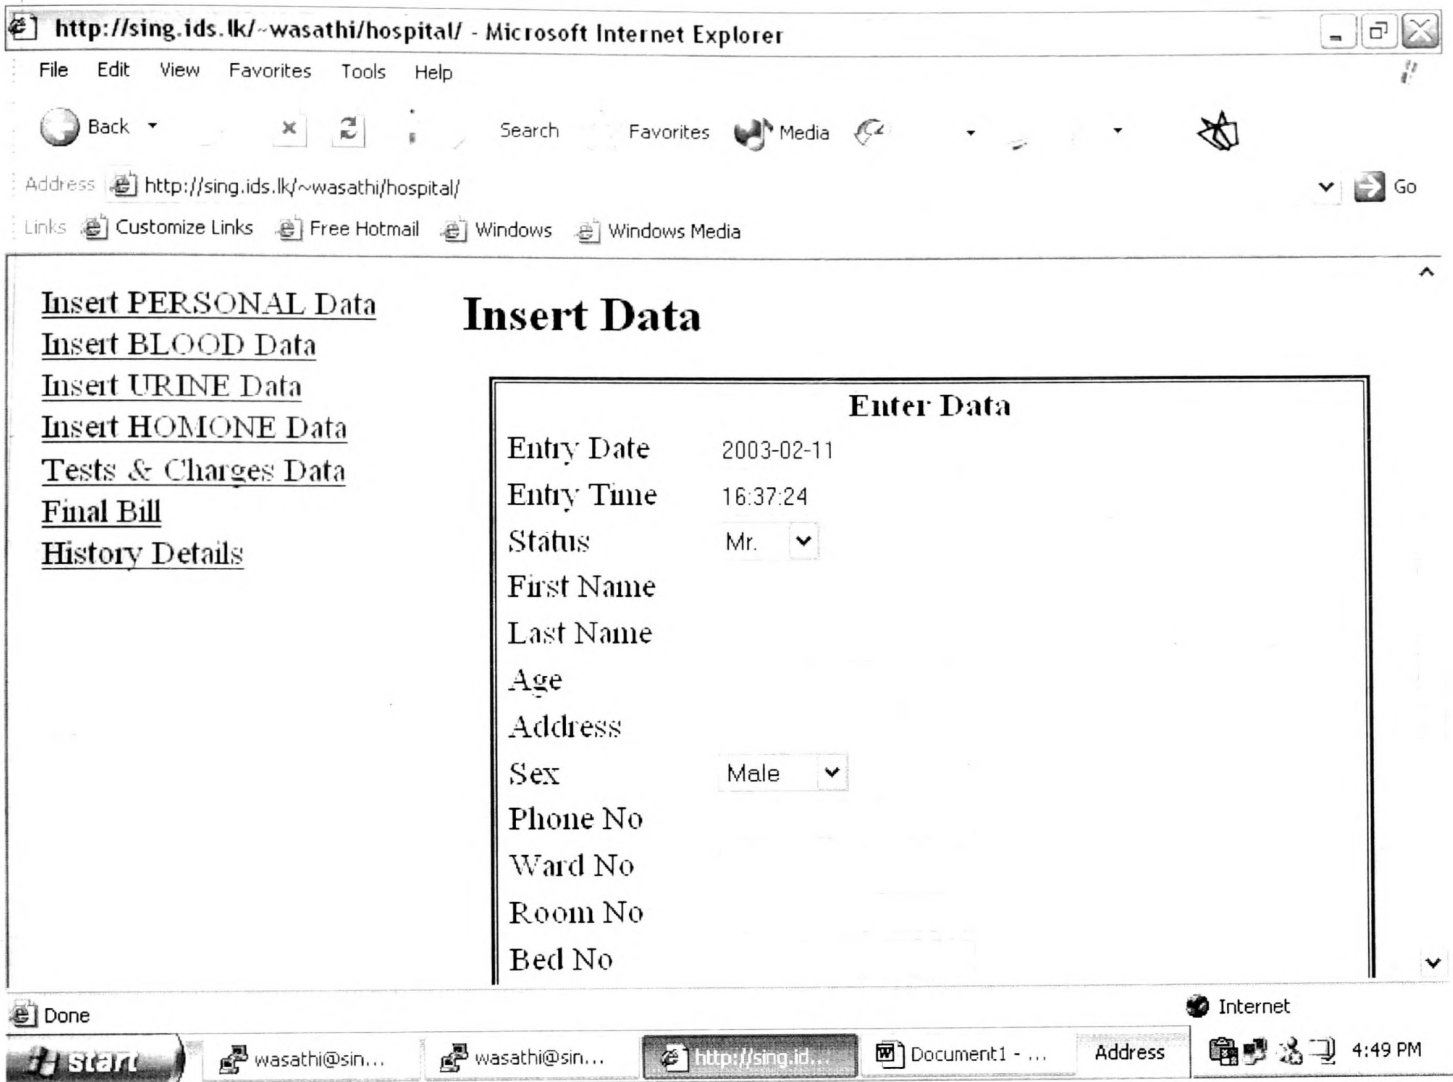 http://sing.ids.lk/~wasathi/hospital/ - Microsoft Internet Explorer
File Edit View Favorites Tools Help
Back Search Favorites Media
Address http://sing.ids.lk/~wasathi/hospital/ Go
Links Customize Links Free Hotmail Windows Windows Media
Insert PERSONAL Data
Insert BLOOD Data
Insert URINE Data
Insert HOMONE Data
Tests & Charges Data
Final Bill
History Details
Insert Data
Enter Data
Entry Date 2003-02-11
Entry Time 16:37:24
Status Mr.
First Name
Last Name
Age
Address
Sex Male
Phone No
Ward No
Room No
Bed No
Done Internet
start wasathi@sin... wasathi@sin... http://sing.id... Document1 - ... Address 4:49 PM